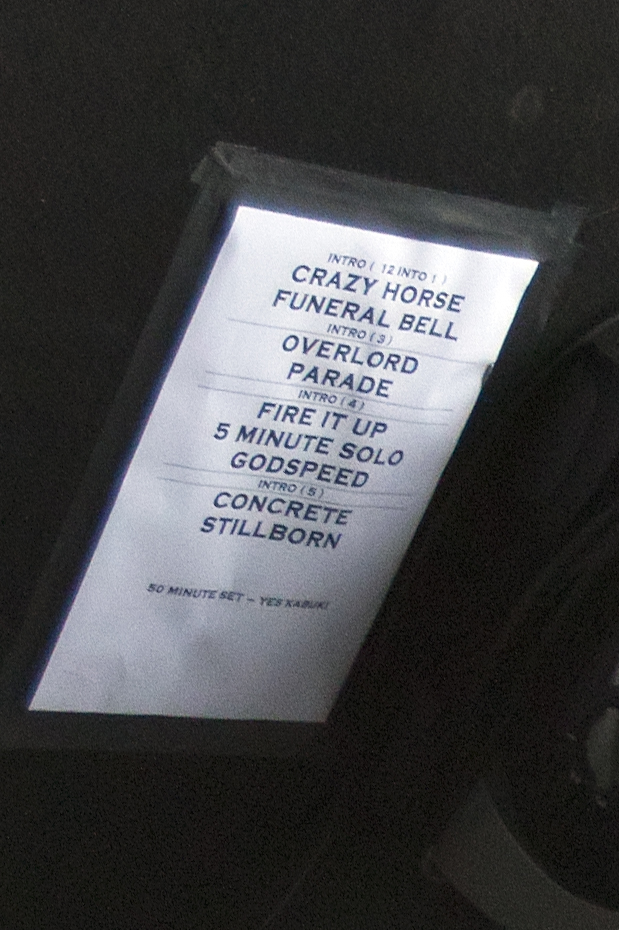 INTRO ( 12 INTO 1 )
CRAZY HORSE
FUNERAL BELL
INTRO ( 3 )
OVERLORD
PARADE
INTRO ( 4 )
FIRE IT UP
5 MINUTE SOLO
GODSPEED
INTRO ( 5 )
CONCRETE
STILLBORN
50 MINUTE SET – YES KABUKI